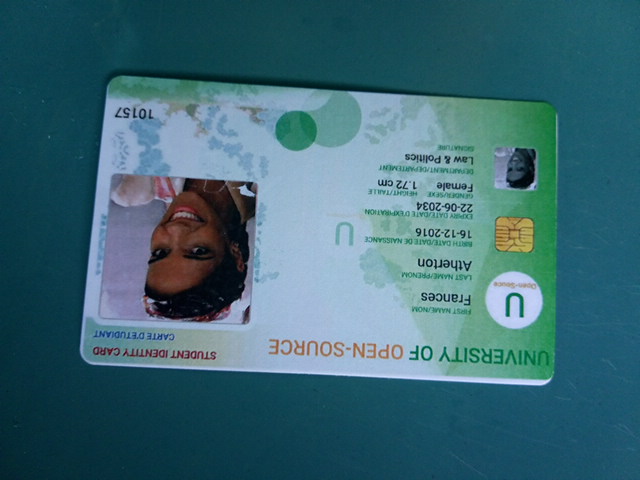 UNIVERSITY OF OPEN-SOURCE
STUDENT IDENTITY CARD
CARTE D'ETUDIANT
U
Open-Source
FIRST NAME/NOM
Frances
LAST NAME/PRENOM
Atherton
BIRTH DATE/DATE DE NAISSANCE
16-12-2016
U
EXPIRY DATE/DATE D'EXPIRATION
22-06-2034
GENDER/SEXE HEIGHT/TAILLE
Female 1.72 cm
DEPARTMENT/DEPARTEMENT
Law & Politics
SIGNATURE
10157